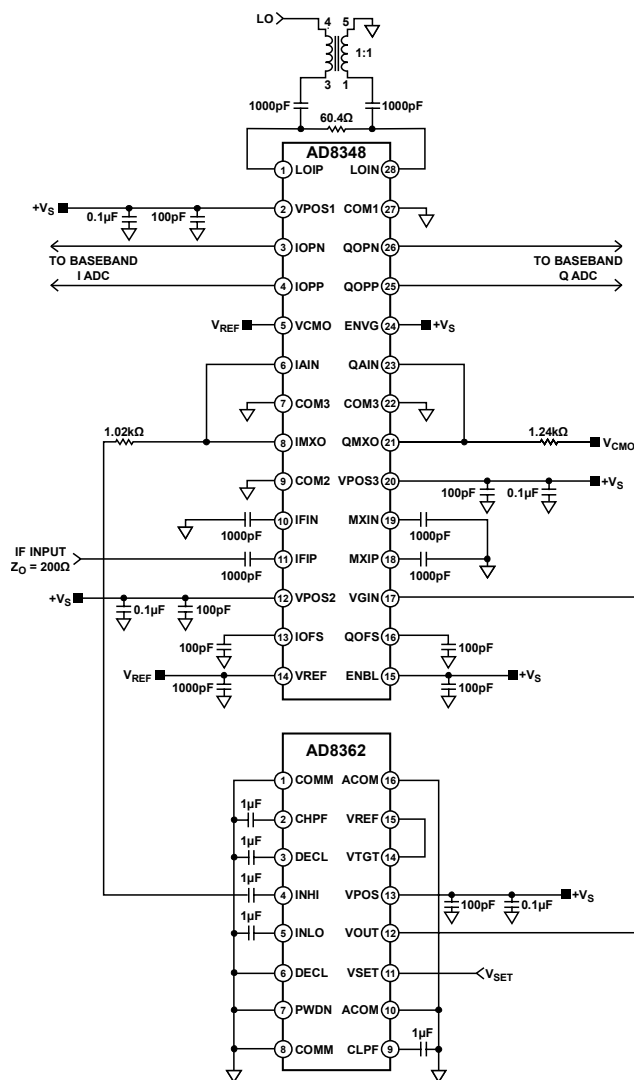 LO
4 5
1:1
3 1
1000pF 1000pF
60.4Ω
AD8348
1 LOIP LOIN 28
+VS 0.1µF 100pF 2 VPOS1 COM1 27
3 IOPN QOPN 26
TO BASEBAND
I ADC
TO BASEBAND
Q ADC
4 IOPP QOPP 25
VREF 5 VCMO ENVG 24 +VS
6 IAIN QAIN 23
7 COM3 COM3 22
1.02kΩ 8 IMXO QMXO 21 1.24kΩ VCMO
9 COM2 VPOS3 20 100pF 0.1µF +VS
1000pF 10 IFIN MXIN 19 1000pF
IF INPUT
ZO = 200Ω
1000pF 11 IFIP MXIP 18 1000pF
+VS 0.1µF 100pF 12 VPOS2 VGIN 17
100pF 13 IOFS QOFS 16 100pF
VREF 1000pF 14 VREF ENBL 15 100pF +VS
AD8362
1 COMM ACOM 16
1µF 2 CHPF VREF 15
1µF 3 DECL VTGT 14
1µF 4 INHI VPOS 13 100pF 0.1µF +VS
1µF 5 INLO VOUT 12
6 DECL VSET 11 VSET
7 PWDN ACOM 10
8 COMM CLPF 9 1µF